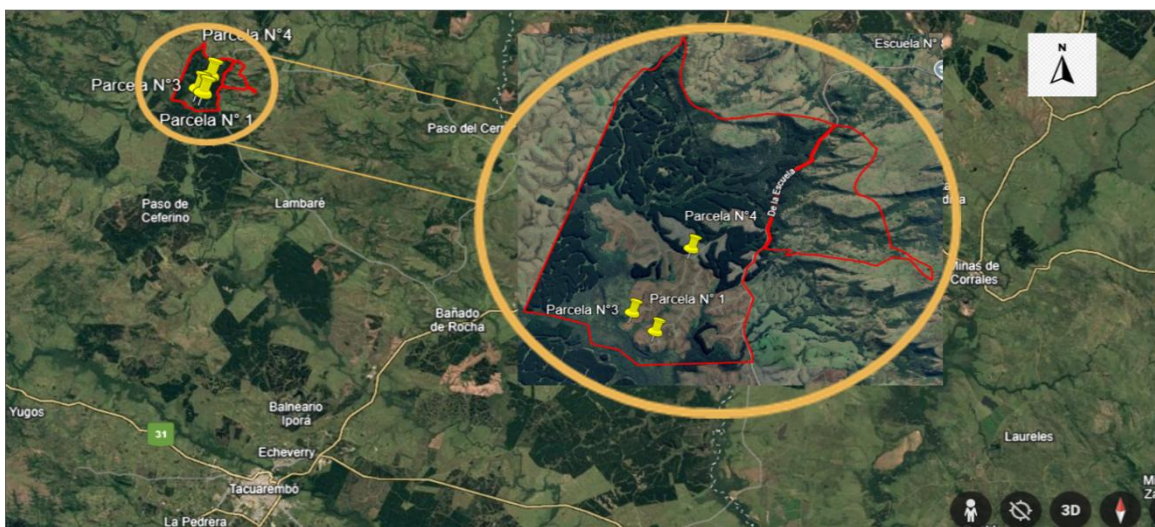 Parcela N°4
Parcela N°3
Parcela N° 1
Paso del Cerr
Paso de
Ceferino
Lambaré
Bañado
de Rocha
Yugos
31
Balneario
Iporá
Echeverry
Tacuarembó
La Pedrera
Escuela N°
De la Escuela
Parcela N°4
Parcela N° 1
Parcela N°3
N
Minas de
Corrales
Laureles
3D